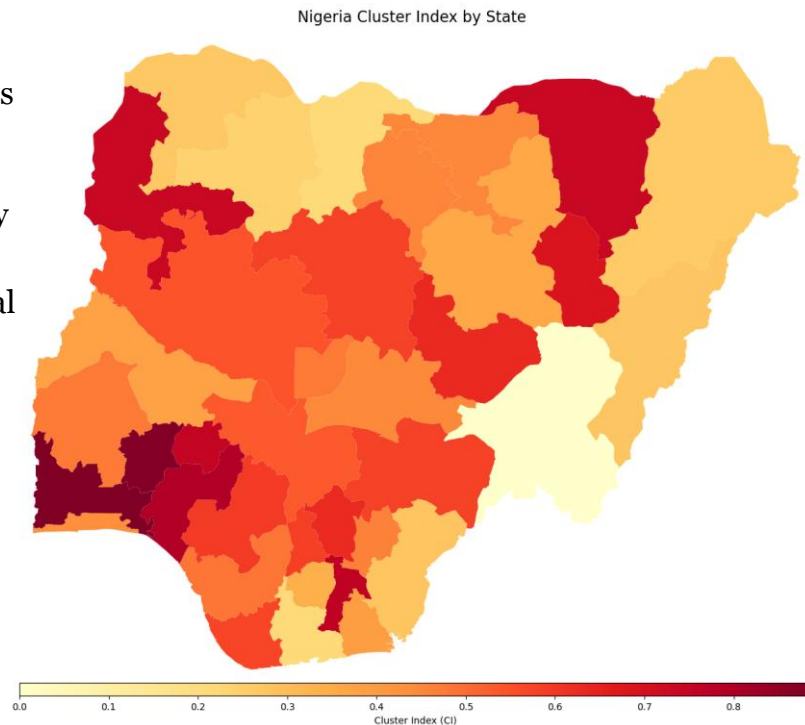 Nigeria Cluster Index by State
s
y
al
0.0 0.1 0.2 0.3 0.4 0.5 0.6 0.7 0.8
Cluster Index (CI)